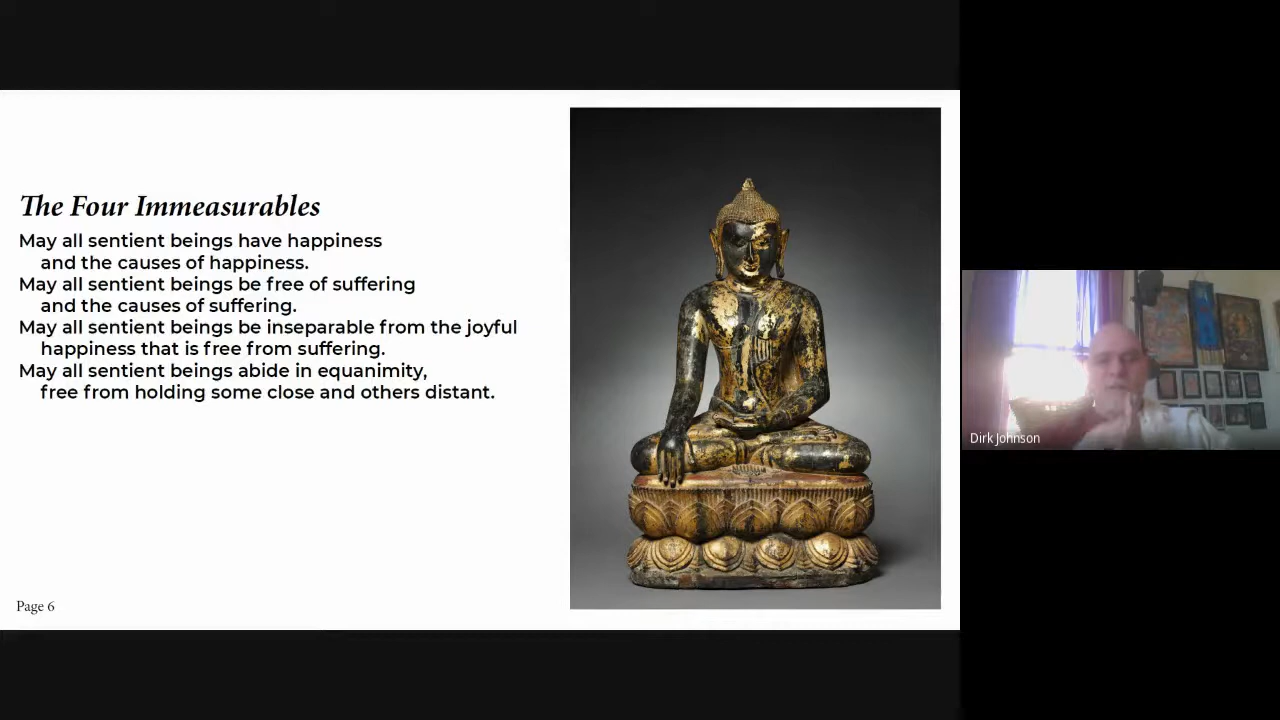 The Four Immeasurables
May all sentient beings have happiness
and the causes of happiness.
May all sentient beings be free of suffering
and the causes of suffering.
May all sentient beings be inseparable from the joyful
happiness that is free from suffering.
May all sentient beings abide in equanimity,
free from holding some close and others distant.
Page 6
Dirk Johnson